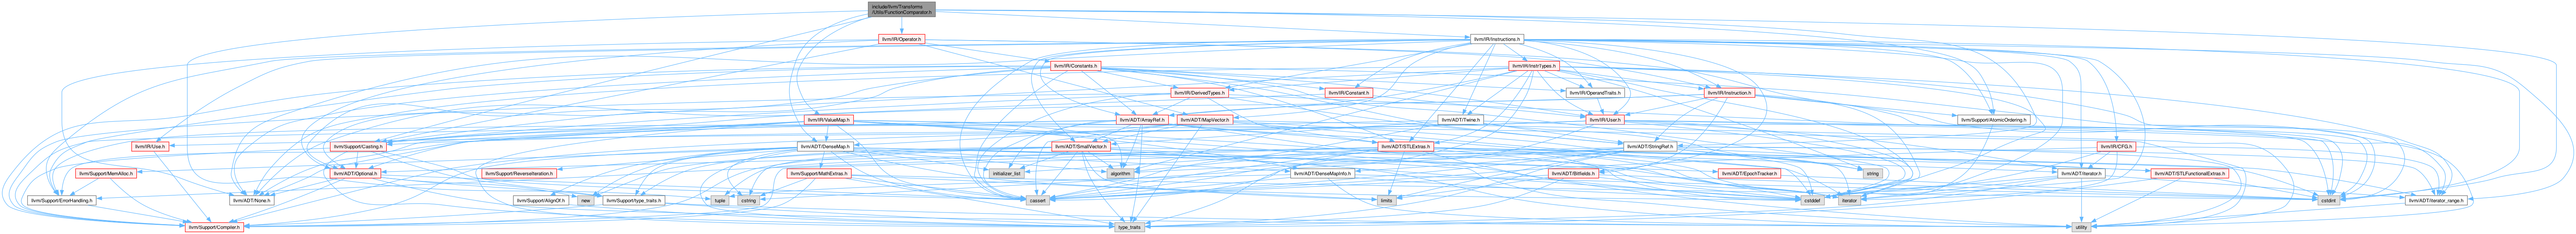 include/llvm/Transforms
/Utils/FunctionComparator.h
llvm/IR/Operator.h
llvm/IR/Instructions.h
llvm/IR/Constants.h
llvm/IR/InstrTypes.h
llvm/IR/DerivedTypes.h
llvm/IR/Constant.h
llvm/IR/OperandTraits.h
llvm/IR/Instruction.h
llvm/IR/ValueMap.h
llvm/ADT/ArrayRef.h
llvm/ADT/MapVector.h
llvm/ADT/Twine.h
llvm/IR/User.h
llvm/Support/AtomicOrdering.h
llvm/IR/Use.h
llvm/Support/Casting.h
llvm/ADT/DenseMap.h
llvm/ADT/SmallVector.h
llvm/ADT/STLExtras.h
llvm/ADT/StringRef.h
llvm/IR/CFG.h
llvm/Support/MemAlloc.h
llvm/ADT/Optional.h
llvm/Support/ReverseIteration.h
llvm/Support/MathExtras.h
initializer_list
algorithm
llvm/ADT/DenseMapInfo.h
llvm/ADT/Bitfields.h
llvm/ADT/EpochTracker.h
string
llvm/ADT/iterator.h
llvm/ADT/STLFunctionalExtras.h
llvm/Support/ErrorHandling.h
llvm/ADT/None.h
llvm/Support/AlignOf.h
new
llvm/Support/type_traits.h
tuple
cstring
cassert
limits
cstddef
iterator
cstdint
llvm/ADT/iterator_range.h
llvm/Support/Compiler.h
type_traits
utility